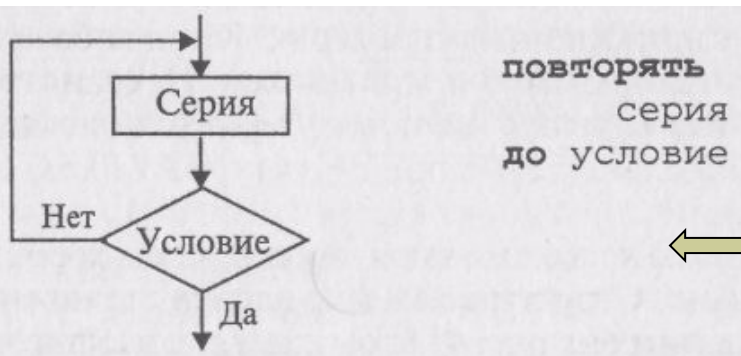 Серия
Нет
Условие
Да
повторять
серия
до условие